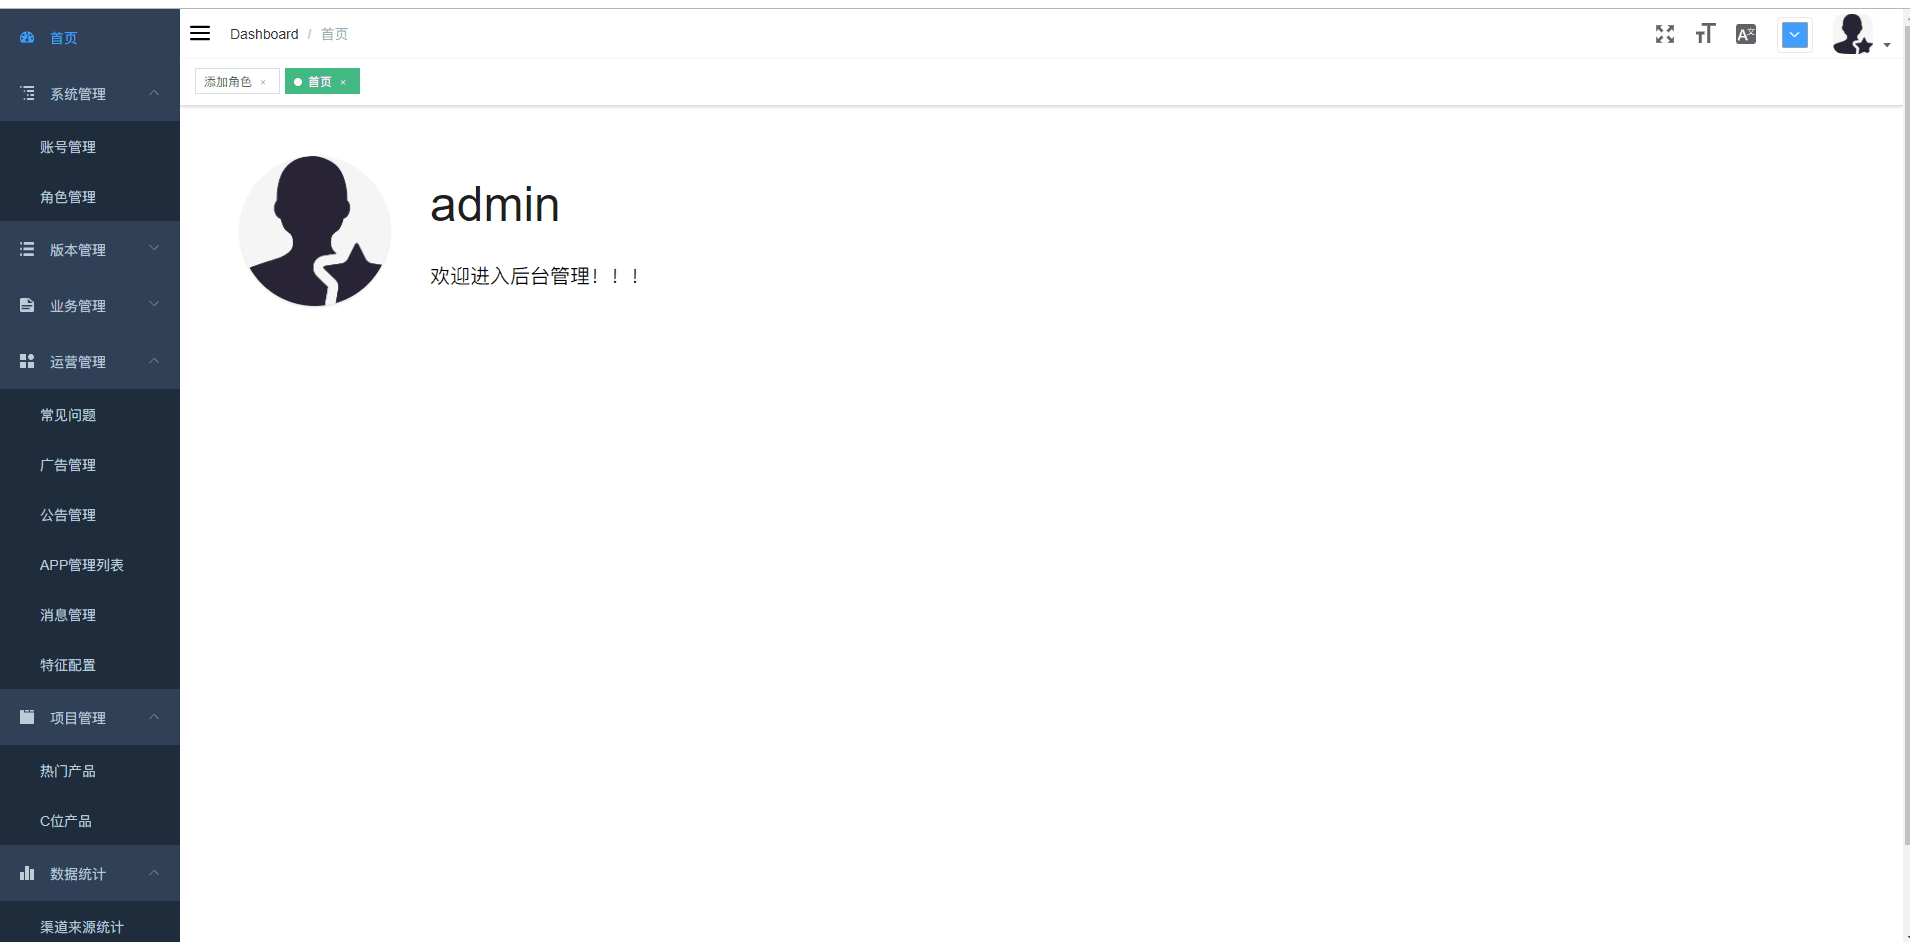 首页
系统管理
账号管理
角色管理
版本管理
业务管理
运营管理
常见问题
广告管理
公告管理
APP管理列表
消息管理
特征配置
项目管理
热门产品
C位产品
数据统计
渠道来源统计
Dashboard / 首页
添加角色 × 首页 ×
admin
欢迎进入后台管理！！！